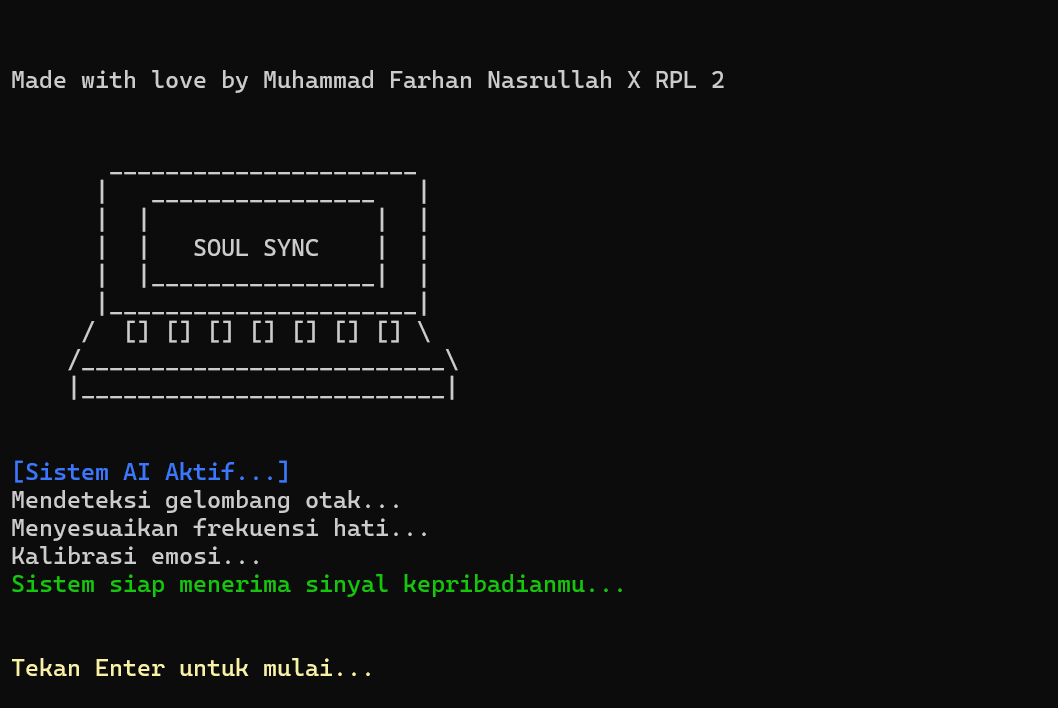 Made with love by Muhammad Farhan Nasrullah X RPL 2
SOUL SYNC
[] [] [] [] [] [] []
[Sistem AI Aktif...]
Mendeteksi gelombang otak...
Menyesuaikan frekuensi hati...
Kalibrasi emosi...
Sistem siap menerima sinyal kepribadianmu...
Tekan Enter untuk mulai...